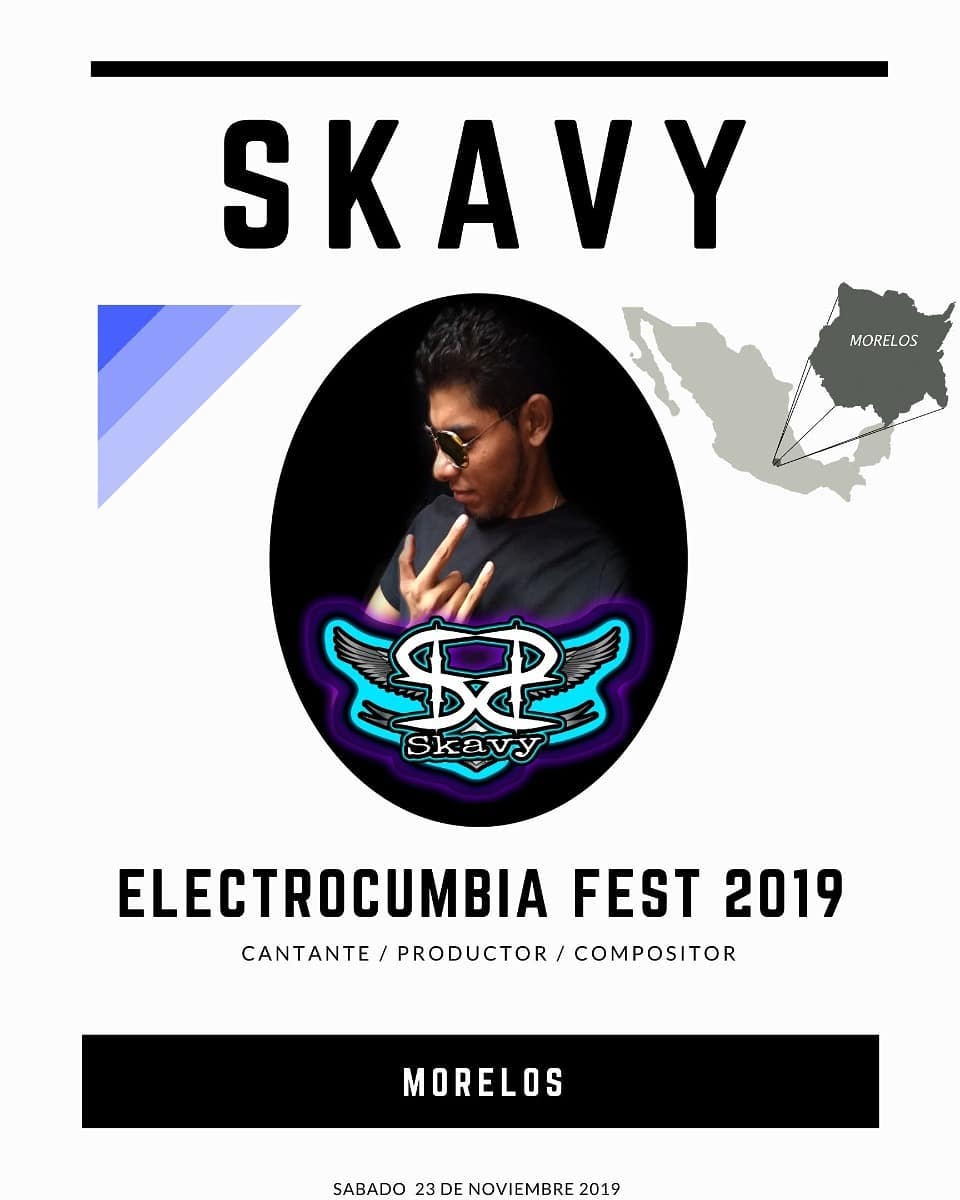 SKAVY
MORELOS
Skavy
ELECTROCUMBIA FEST 2019
CANTANTE / PRODUCTOR / COMPOSITOR
MORELOS
SABADO 23 DE NOVIEMBRE 2019